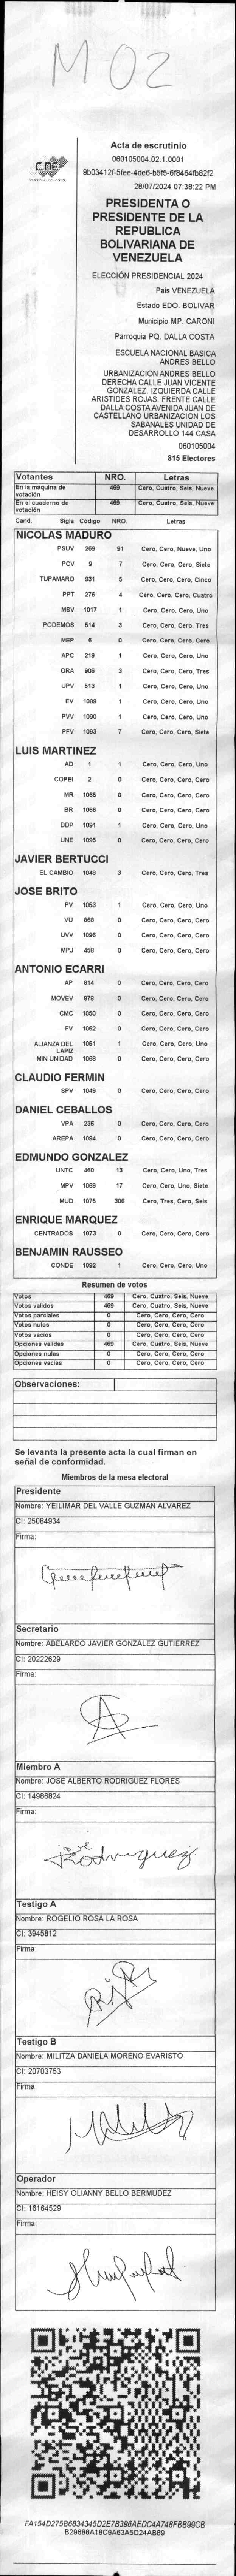 M02
CNE
Acta de escrutinio
060105004.02.1.0001
9b03412f-5fee-4de6-b5f5-6f8464fb82f2
28/07/2024 07:38:22 PM
PRESIDENTA O
PRESIDENTE DE LA
REPUBLICA
BOLIVARIANA DE
VENEZUELA
ELECCIÓN PRESIDENCIAL 2024
Pais VENEZUELA
Estado EDO. BOLIVAR
Municipio MP. CARONI
Parroquia PQ. DALLA COSTA
ESCUELA NACIONAL BASICA
ANDRES BELLO
URBANIZACION ANDRES BELLO
DERECHA CALLE JUAN VICENTE
GONZALEZ. IZQUIERDA CALLE
ARISTIDES ROJAS. FRENTE CALLE
DALLA COSTA AVENIDA JUAN DE
CASTELLANO URBANIZACION LOS
SABANALES UNIDAD DE
DESARROLLO 144 CASA
060105004
815 Electores
Votantes NRO. Letras
En la máquina de votación 469 Cero, Cuatro, Seis, Nueve
En el cuaderno de votación 469 Cero, Cuatro, Seis, Nueve
Cand. Sigla Código NRO. Letras
NICOLAS MADURO
PSUV 269 91 Cero, Cero, Nueve, Uno
PCV 9 7 Cero, Cero, Cero, Siete
TUPAMARO 931 5 Cero, Cero, Cero, Cinco
PPT 276 4 Cero, Cero, Cero, Cuatro
MSV 1017 1 Cero, Cero, Cero, Uno
PODEMOS 514 3 Cero, Cero, Cero, Tres
MEP 6 0 Cero, Cero, Cero, Cero
APC 219 1 Cero, Cero, Cero, Uno
ORA 906 3 Cero, Cero, Cero, Tres
UPV 513 1 Cero, Cero, Cero, Uno
EV 1089 1 Cero, Cero, Cero, Uno
PVV 1090 1 Cero, Cero, Cero, Uno
PFV 1093 7 Cero, Cero, Cero, Siete
LUIS MARTINEZ
AD 1 1 Cero, Cero, Cero, Uno
COPEI 2 0 Cero, Cero, Cero, Cero
MR 1065 0 Cero, Cero, Cero, Cero
BR 1066 0 Cero, Cero, Cero, Cero
DDP 1091 1 Cero, Cero, Cero, Uno
UNE 1095 0 Cero, Cero, Cero, Cero
JAVIER BERTUCCI
EL CAMBIO 1048 3 Cero, Cero, Cero, Tres
JOSE BRITO
PV 1053 1 Cero, Cero, Cero, Uno
VU 868 0 Cero, Cero, Cero, Cero
UVV 1096 0 Cero, Cero, Cero, Cero
MPJ 458 0 Cero, Cero, Cero, Cero
ANTONIO ECARRI
AP 814 0 Cero, Cero, Cero, Cero
MOVEV 878 0 Cero, Cero, Cero, Cero
CMC 1050 0 Cero, Cero, Cero, Cero
FV 1062 0 Cero, Cero, Cero, Cero
ALIANZA DEL LAPIZ 1051 1 Cero, Cero, Cero, Uno
MIN UNIDAD 1068 0 Cero, Cero, Cero, Cero
CLAUDIO FERMIN
SPV 1049 0 Cero, Cero, Cero, Cero
DANIEL CEBALLOS
VPA 236 0 Cero, Cero, Cero, Cero
AREPA 1094 0 Cero, Cero, Cero, Cero
EDMUNDO GONZALEZ
UNTC 460 13 Cero, Cero, Uno, Tres
MPV 1069 17 Cero, Cero, Uno, Siete
MUD 1075 306 Cero, Tres, Cero, Seis
ENRIQUE MARQUEZ
CENTRADOS 1073 0 Cero, Cero, Cero, Cero
BENJAMIN RAUSSEO
CONDE 1092 1 Cero, Cero, Cero, Uno
Resumen de votos
Votos 469 Cero, Cuatro, Seis, Nueve
Votos validos 469 Cero, Cuatro, Seis, Nueve
Votos parciales 0 Cero, Cero, Cero, Cero
Votos nulos 0 Cero, Cero, Cero, Cero
Votos vacios 0 Cero, Cero, Cero, Cero
Opciones validas 469 Cero, Cuatro, Seis, Nueve
Opciones nulas 0 Cero, Cero, Cero, Cero
Opciones vacias 0 Cero, Cero, Cero, Cero
Observaciones:
Se levanta la presente acta la cual firman en
señal de conformidad.
Miembros de la mesa electoral
Presidente
Nombre: YEILIMAR DEL VALLE GUZMAN ALVAREZ
CI: 25084934
Firma:
Secretario
Nombre: ABELARDO JAVIER GONZALEZ GUTIERREZ
CI: 20222629
Firma:
Miembro A
Nombre: JOSE ALBERTO RODRIGUEZ FLORES
CI: 14986824
Firma:
José Rodriguez
Testigo A
Nombre: ROGELIO ROSA LA ROSA
CI: 3945812
Firma:
Testigo B
Nombre: MILITZA DANIELA MORENO EVARISTO
CI: 20703753
Firma:
Operador
Nombre: HEISY OLIANNY BELLO BERMUDEZ
CI: 16164529
Firma:
FA154D275B6834345D2E7B396AEDC4A748FBB99CB
B29688A18C9A63A5D24AB89